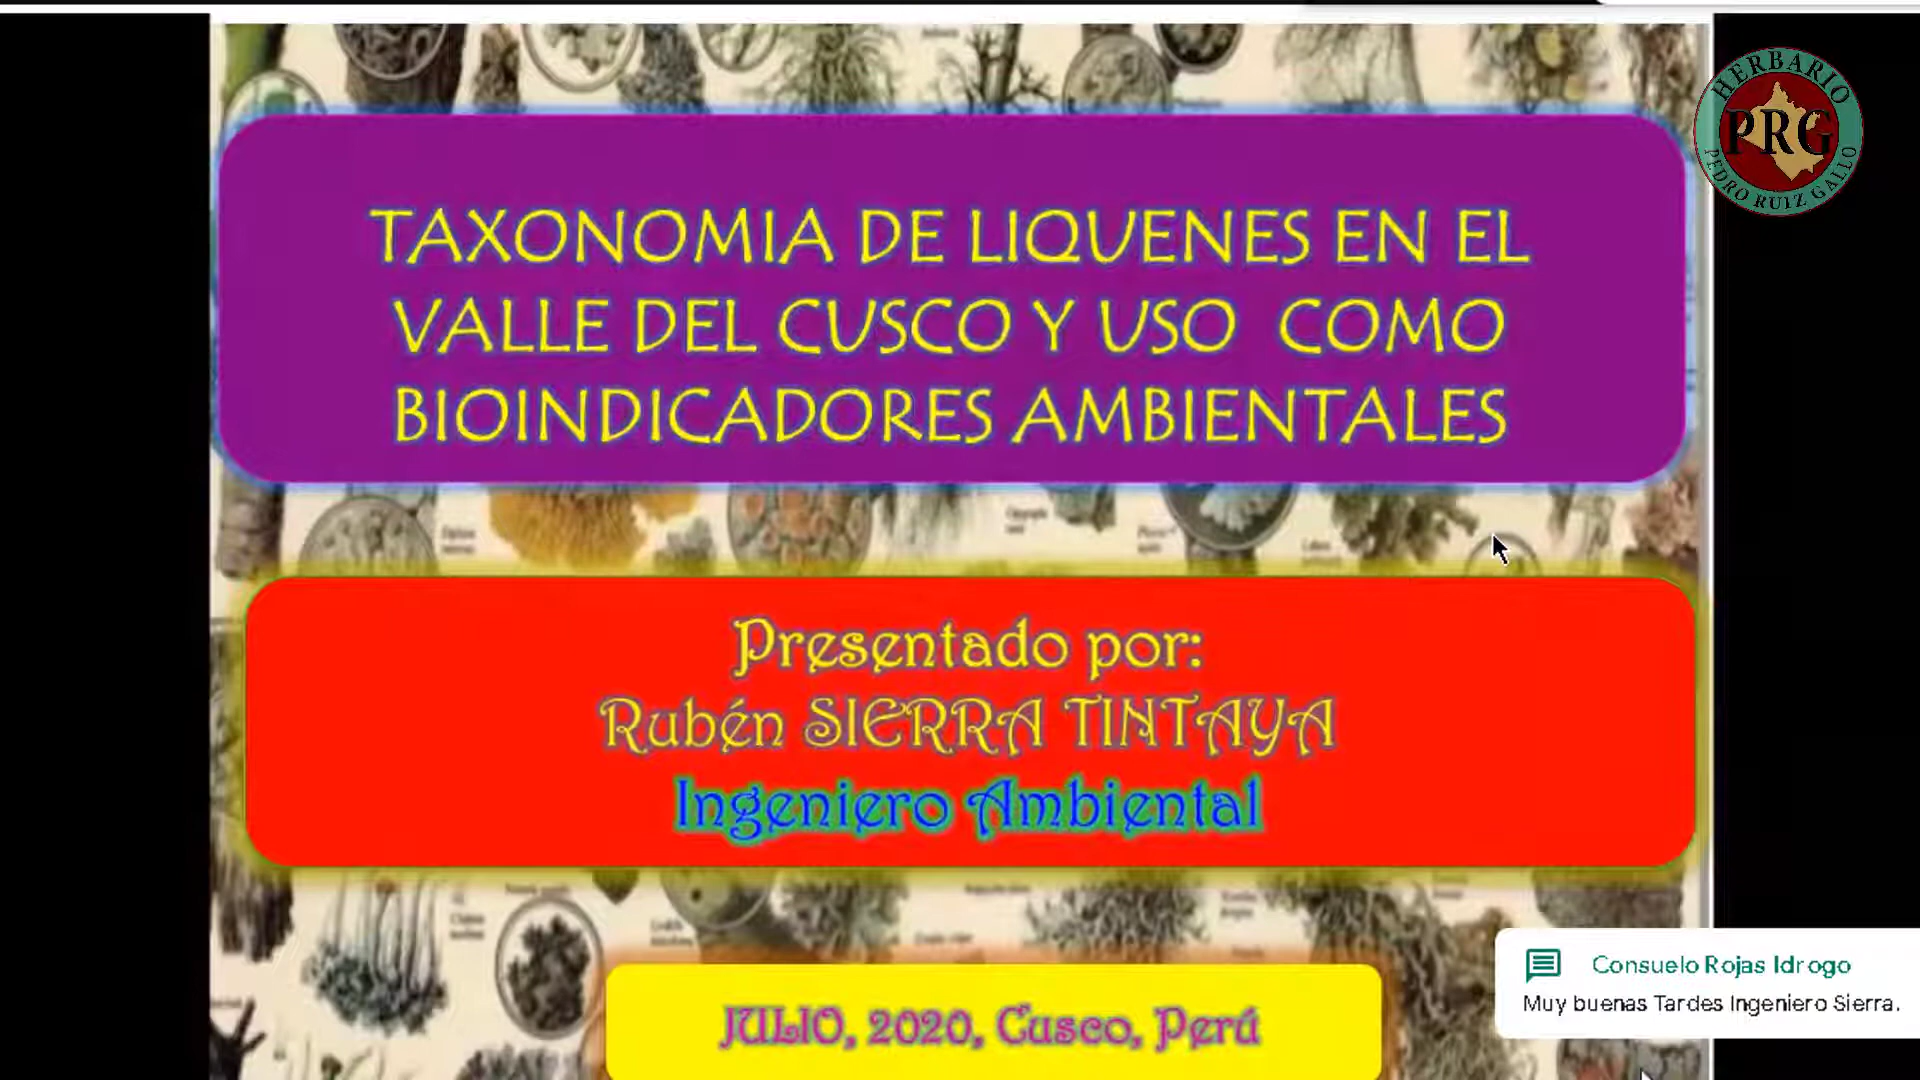 HERBARIO
PRG
PEDRO RUIZ GALLO
TAXONOMIA DE LIQUENES EN EL
VALLE DEL CUSCO Y USO COMO
BIOINDICADORES AMBIENTALES
Presentado por:
Rubén SIERRA TINTAYA
Ingeniero Ambiental
JULIO, 2020, Cusco, Perú
Consuelo Rojas Idrogo
Muy buenas Tardes Ingeniero Sierra.